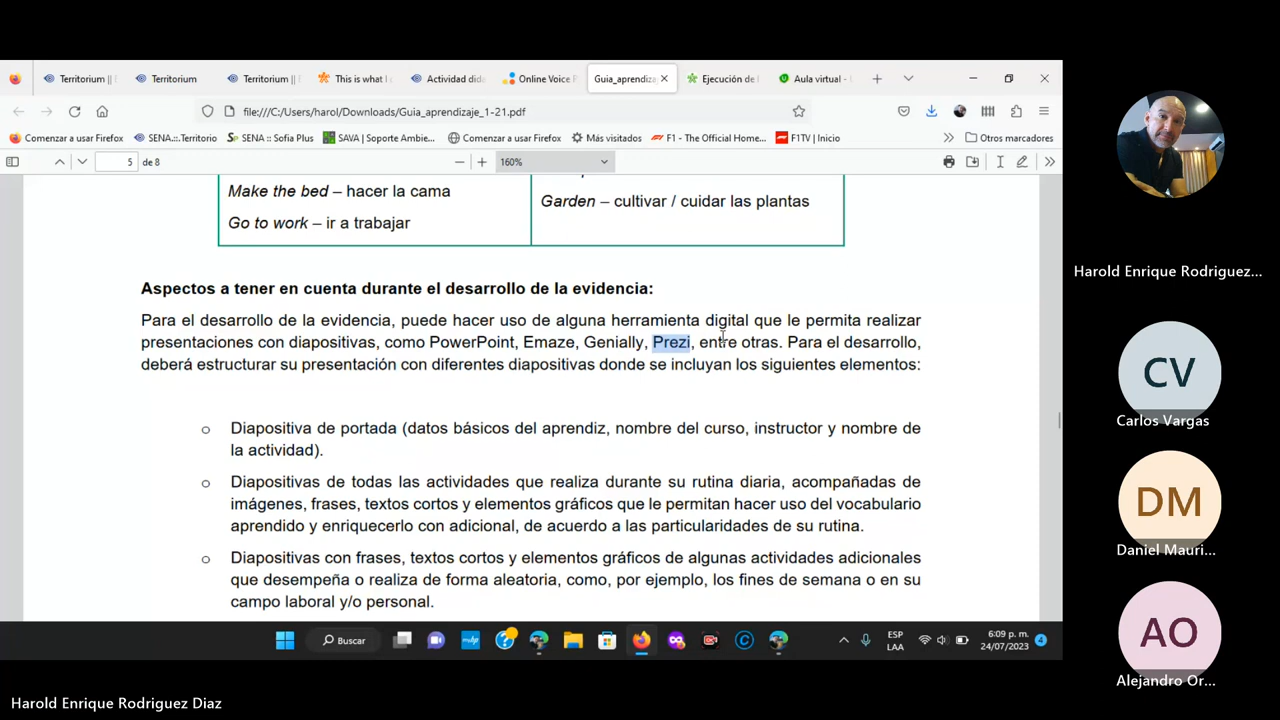 Territorium ||
Territorium
Territorium ||
This is what I
Actividad did
Online Voice R
Guia_aprendiza
Ejecución de
Aula virtual -
file:///C:/Users/harol/Downloads/Guia_aprendizaje_1-21.pdf
Comenzar a usar Firefox
SENA.::.Territorio
SENA :: Sofia Plus
SAVA | Soporte Ambie...
Comenzar a usar Firefox
Más visitados
F1 - The Official Home...
F1TV | Inicio
Otros marcadores
5 de 8
160%
Make the bed – hacer la cama
Go to work – ir a trabajar
Garden – cultivar / cuidar las plantas
Aspectos a tener en cuenta durante el desarrollo de la evidencia:
Para el desarrollo de la evidencia, puede hacer uso de alguna herramienta digital que le permita realizar
presentaciones con diapositivas, como PowerPoint, Emaze, Genially, Prezi, entre otras. Para el desarrollo,
deberá estructurar su presentación con diferentes diapositivas donde se incluyan los siguientes elementos:
o Diapositiva de portada (datos básicos del aprendiz, nombre del curso, instructor y nombre de
la actividad).
o Diapositivas de todas las actividades que realiza durante su rutina diaria, acompañadas de
imágenes, frases, textos cortos y elementos gráficos que le permitan hacer uso del vocabulario
aprendido y enriquecerlo con adicional, de acuerdo a las particularidades de su rutina.
o Diapositivas con frases, textos cortos y elementos gráficos de algunas actividades adicionales
que desempeña o realiza de forma aleatoria, como, por ejemplo, los fines de semana o en su
campo laboral y/o personal.
Buscar
ESP
LAA
6:09 p. m.
24/07/2023
4
Harold Enrique Rodriguez...
CV
Carlos Vargas
DM
Daniel Mauri...
AO
Alejandro Or...
Harold Enrique Rodriguez Diaz